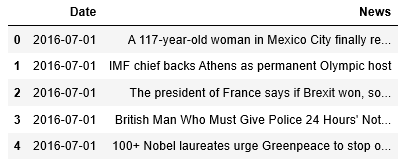 Date News
0 2016-07-01 A 117-year-old woman in Mexico City finally re...
1 2016-07-01 IMF chief backs Athens as permanent Olympic host
2 2016-07-01 The president of France says if Brexit won, so...
3 2016-07-01 British Man Who Must Give Police 24 Hours' Not...
4 2016-07-01 100+ Nobel laureates urge Greenpeace to stop o...